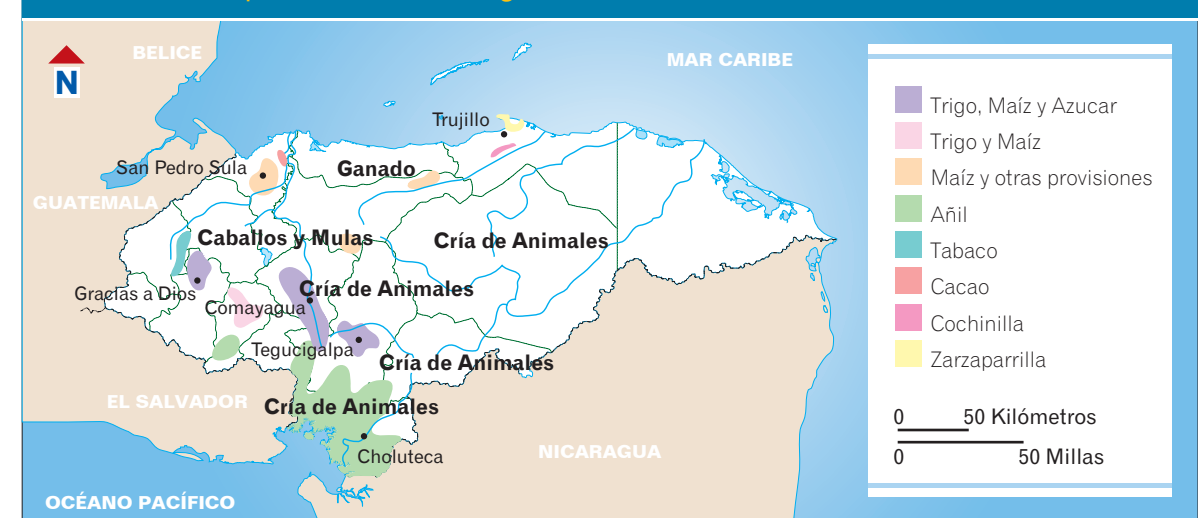 BELICE
MAR CARIBE
N
Trujillo
San Pedro Sula
Ganado
GUATEMALA
Caballos y Mulas
Cría de Animales
Gracias a Dios
Cría de Animales
Comayagua
Tegucigalpa
Cría de Animales
EL SALVADOR
Cría de Animales
Choluteca
NICARAGUA
OCÉANO PACÍFICO
Trigo, Maíz y Azucar
Trigo y Maíz
Maíz y otras provisiones
Añil
Tabaco
Cacao
Cochinilla
Zarzaparrilla
0 50 Kilómetros
0 50 Millas